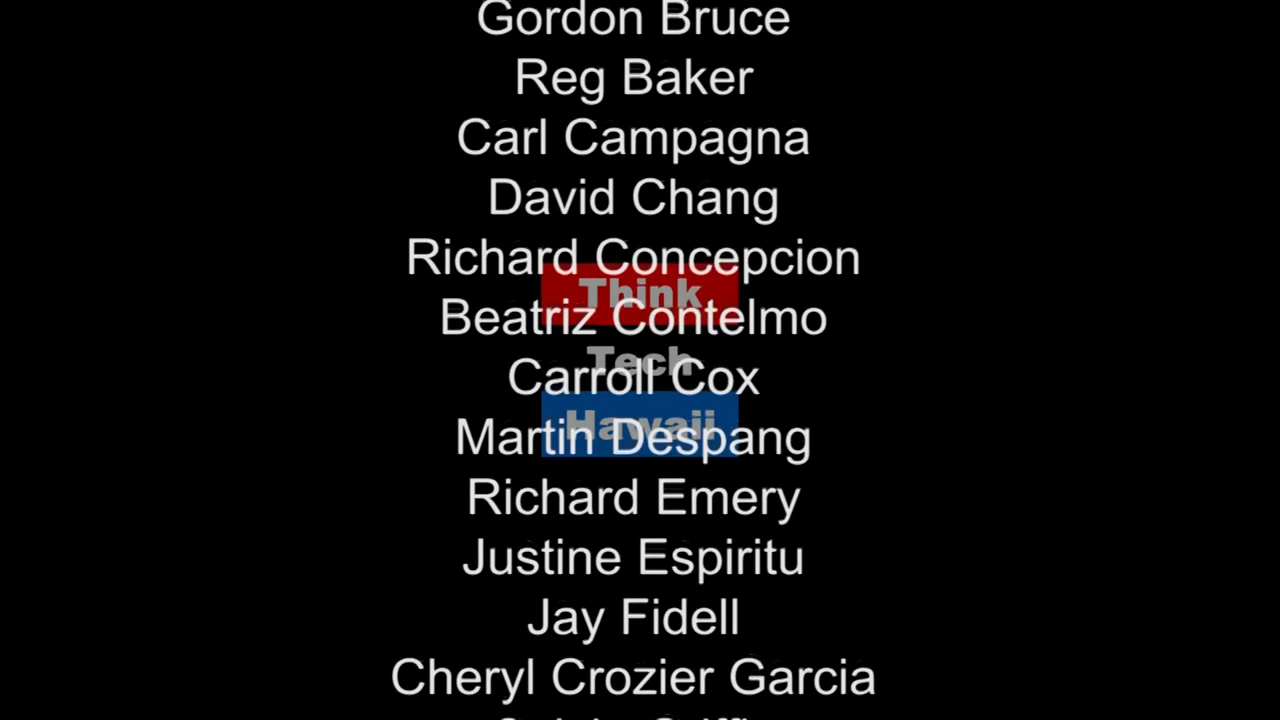 Gordon Bruce
Reg Baker
Carl Campagna
David Chang
Richard Concepcion
Think
Beatriz Contelmo
Tech
Carroll Cox
Hawaii
Martin Despang
Richard Emery
Justine Espiritu
Jay Fidell
Cheryl Crozier Garcia